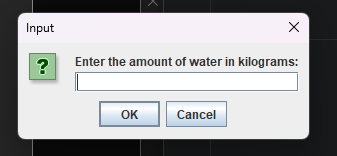 Input
Enter the amount of water in kilograms:
OK
Cancel